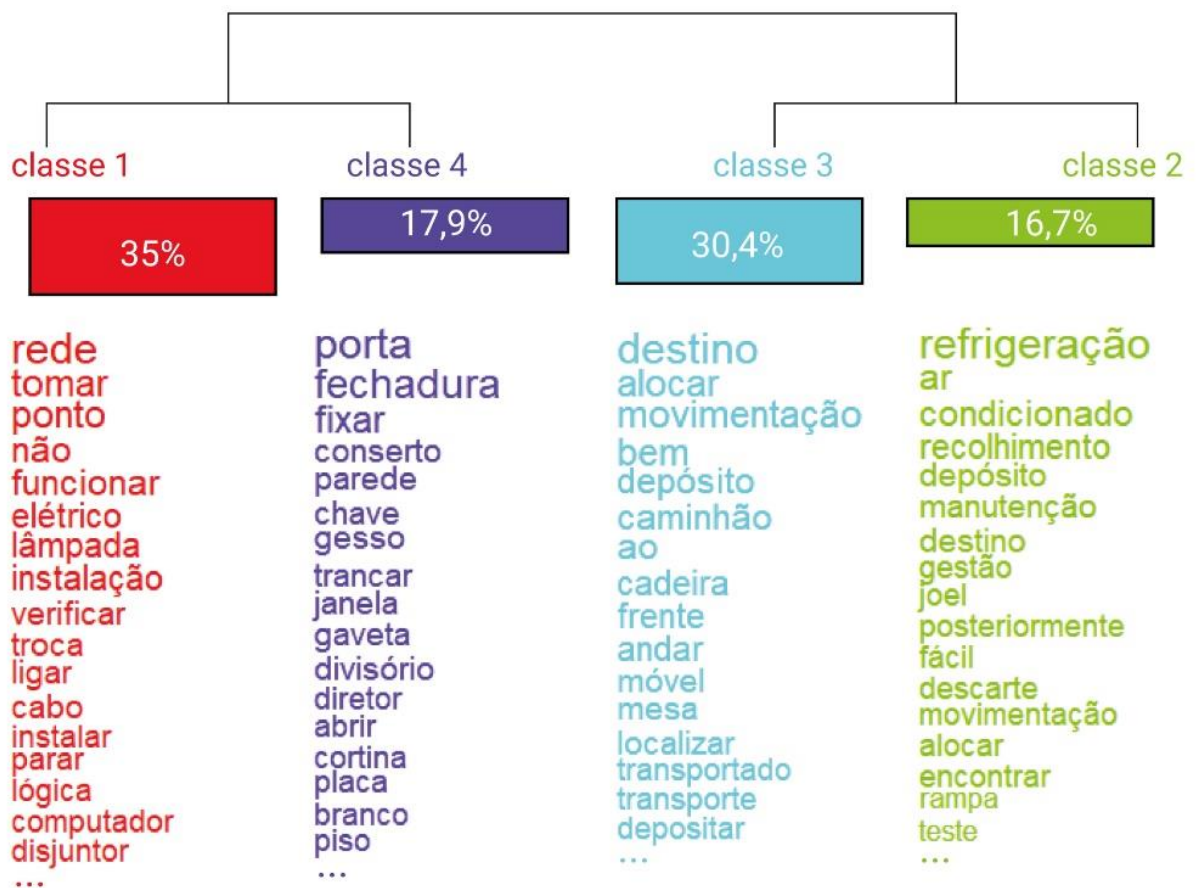 classe 1
35%
rede
tomar
ponto
não
funcionar
elétrico
lâmpada
instalação
verificar
troca
ligar
cabo
instalar
parar
lógica
computador
disjuntor
...
classe 4
17,9%
porta
fechadura
fixar
conserto
parede
chave
gesso
trancar
janela
gaveta
divisório
diretor
abrir
cortina
placa
branco
piso
...
classe 3
30,4%
destino
alocar
movimentação
bem
depósito
caminhão
ao
cadeira
frente
andar
móvel
mesa
localizar
transportado
transporte
depositar
...
classe 2
16,7%
refrigeração
ar
condicionado
recolhimento
depósito
manutenção
destino
gestão
joel
posteriormente
fácil
descarte
movimentação
alocar
encontrar
rampa
teste
...